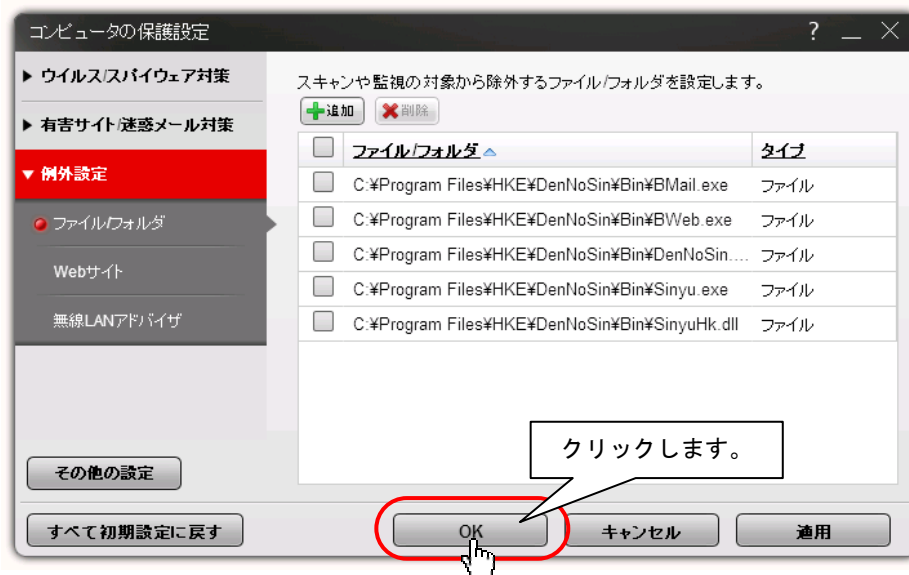 コンピュータの保護設定
?
ウイルス/スパイウェア対策
有害サイト/迷惑メール対策
例外設定
ファイル/フォルダ
Webサイト
無線LANアドバイザ
その他の設定
スキャンや監視の対象から除外するファイル/フォルダを設定します。
追加 削除
ファイル/フォルダ タイプ
C:¥Program Files¥HKE¥DenNoSin¥Bin¥BMail.exe ファイル
C:¥Program Files¥HKE¥DenNoSin¥Bin¥BWeb.exe ファイル
C:¥Program Files¥HKE¥DenNoSin¥Bin¥DenNoSin.... ファイル
C:¥Program Files¥HKE¥DenNoSin¥Bin¥Sinyu.exe ファイル
C:¥Program Files¥HKE¥DenNoSin¥Bin¥SinyuHk.dll ファイル
クリックします。
すべて初期設定に戻す OK キャンセル 適用